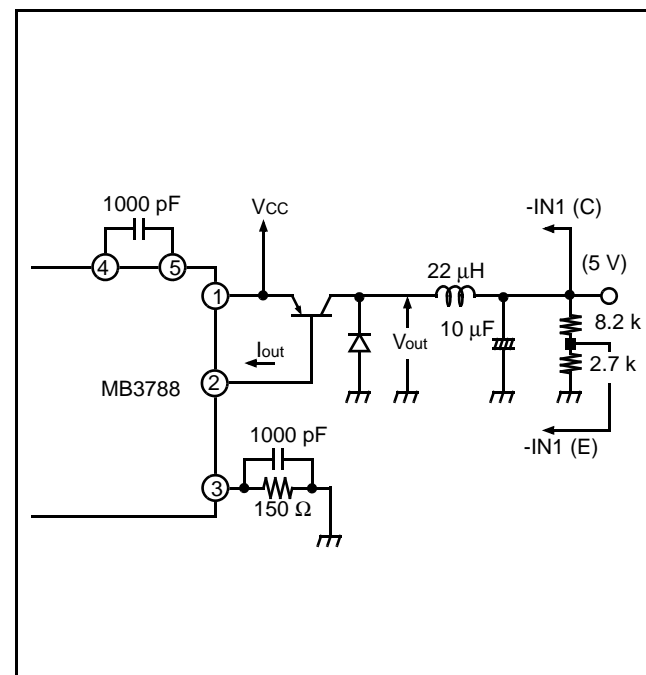 1000 pF
VCC
-IN1 (C)
4
5
(5 V)
22 μH
1
8.2 k
10 μF
Vout
Iout
2.7 k
MB3788
2
-IN1 (E)
1000 pF
3
150 Ω